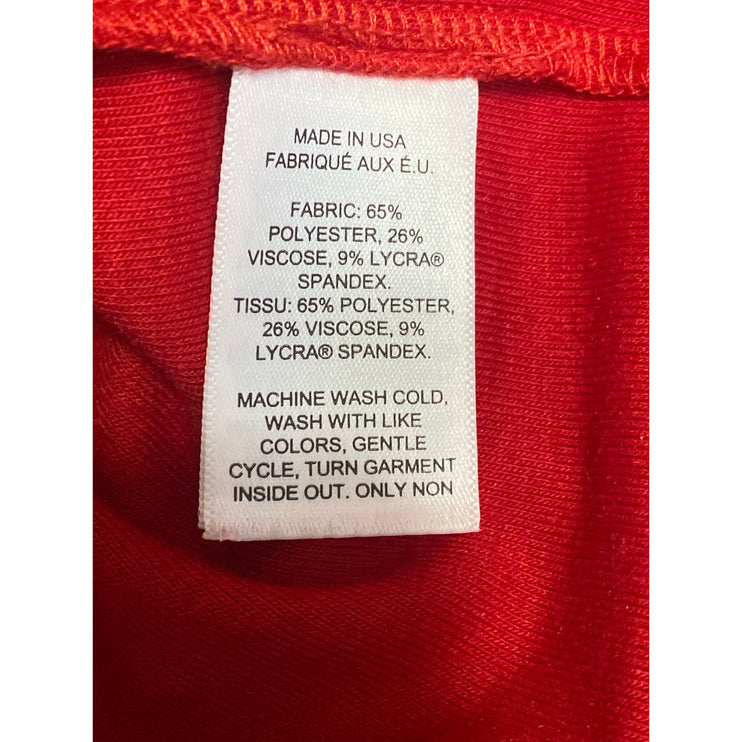 MADE IN USA
FABRIQUÉ AUX É.U.
FABRIC: 65%
POLYESTER, 26%
VISCOSE, 9% LYCRA®
SPANDEX.
TISSU: 65% POLYESTER,
26% VISCOSE, 9%
LYCRA® SPANDEX.
MACHINE WASH COLD,
WASH WITH LIKE
COLORS, GENTLE
CYCLE, TURN GARMENT
INSIDE OUT. ONLY NON